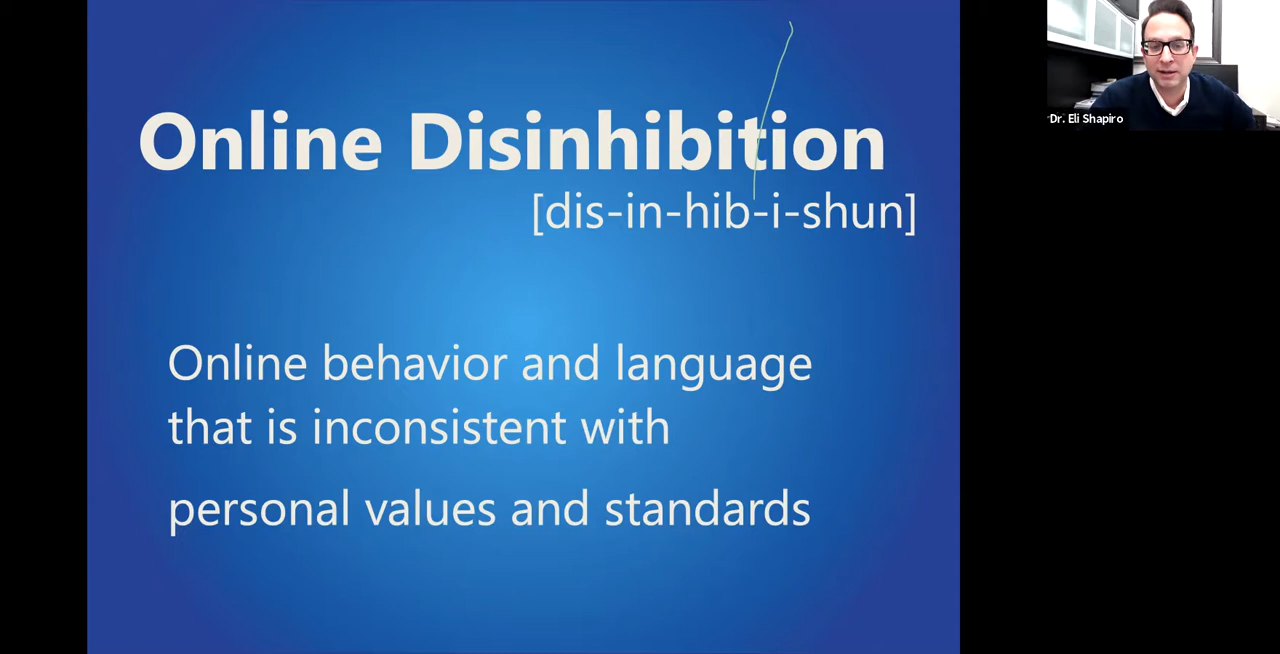 Online Disinhibition
[dis-in-hib-i-shun]
Online behavior and language
that is inconsistent with
personal values and standards
Dr. Eli Shapiro